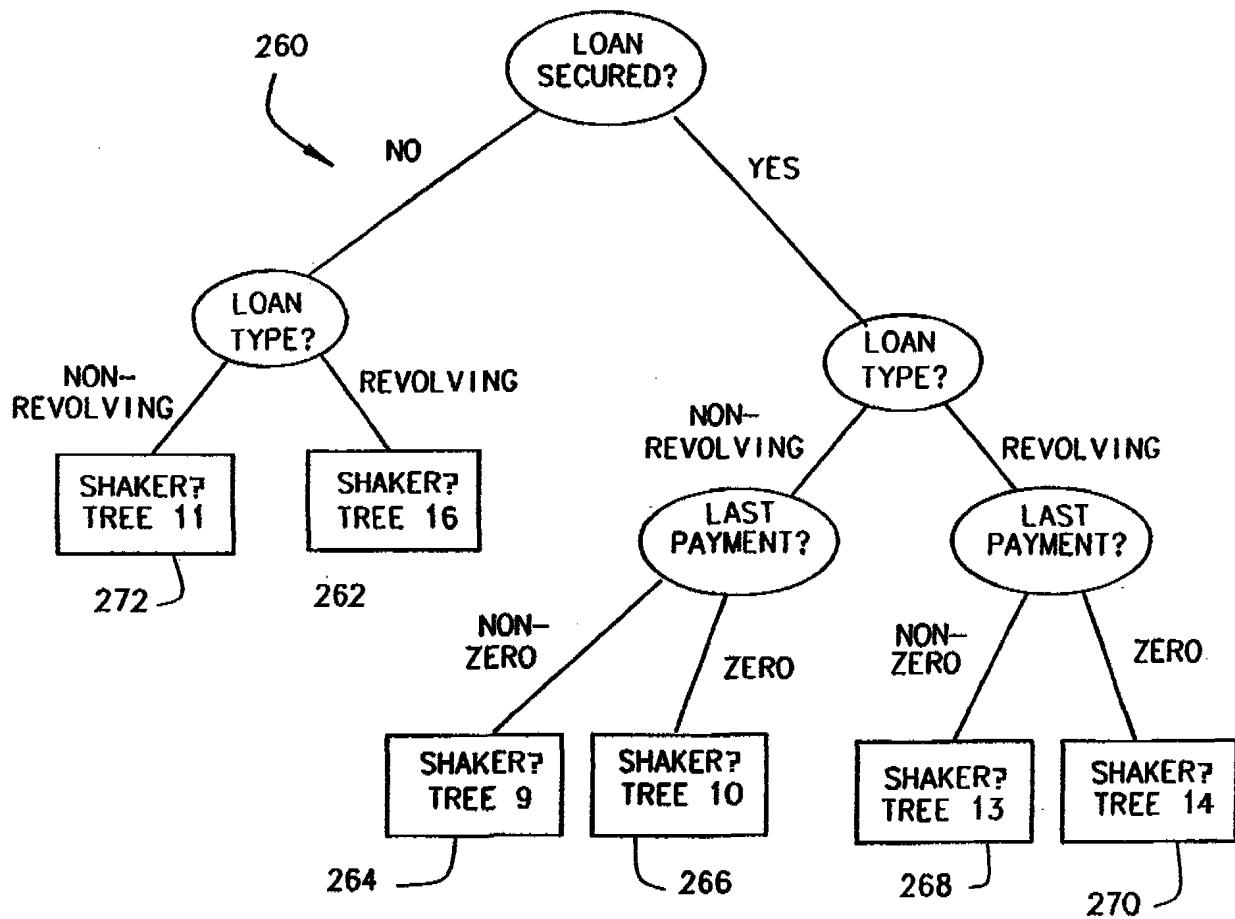 260
LOAN
SECURED?
NO
YES
LOAN
TYPE?
LOAN
TYPE?
NON-
REVOLVING
REVOLVING
NON-
REVOLVING
REVOLVING
SHAKER?
TREE 11
SHAKER?
TREE 16
LAST
PAYMENT?
LAST
PAYMENT?
272
262
NON-
ZERO
ZERO
NON-
ZERO
ZERO
SHAKER?
TREE 9
SHAKER?
TREE 10
SHAKER?
TREE 13
SHAKER?
TREE 14
264
266
268
270